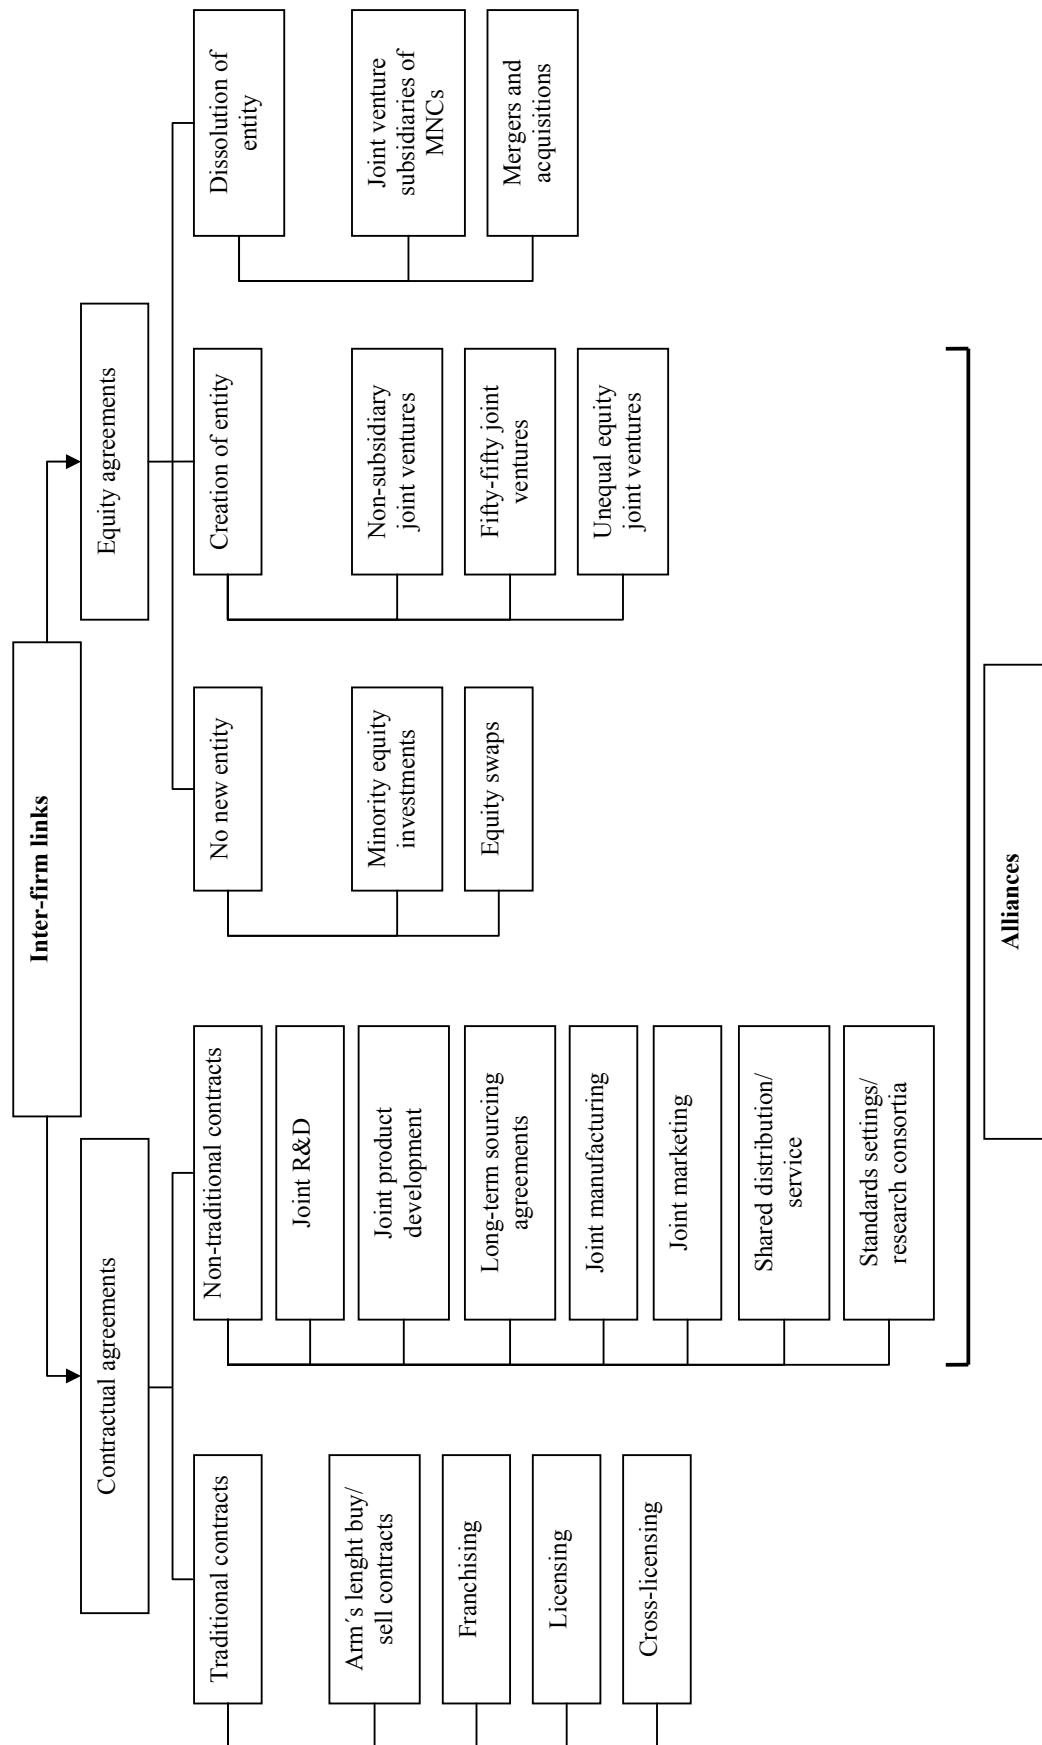 Inter-firm links
Contractual agreements
Equity agreements
Traditional contracts
Arm´s lenght buy/
sell contracts
Franchising
Licensing
Cross-licensing
Non-traditional contracts
Joint R&D
Joint product
development
Long-term sourcing
agreements
Joint manufacturing
Joint marketing
Shared distribution/
service
Standards settings/
research consortia
No new entity
Minority equity
investments
Equity swaps
Creation of entity
Non-subsidiary
joint ventures
Fifty-fifty joint
ventures
Unequal equity
joint ventures
Dissolution of
entity
Joint venture
subsidiaries of
MNCs
Mergers and
acquisitions
Alliances